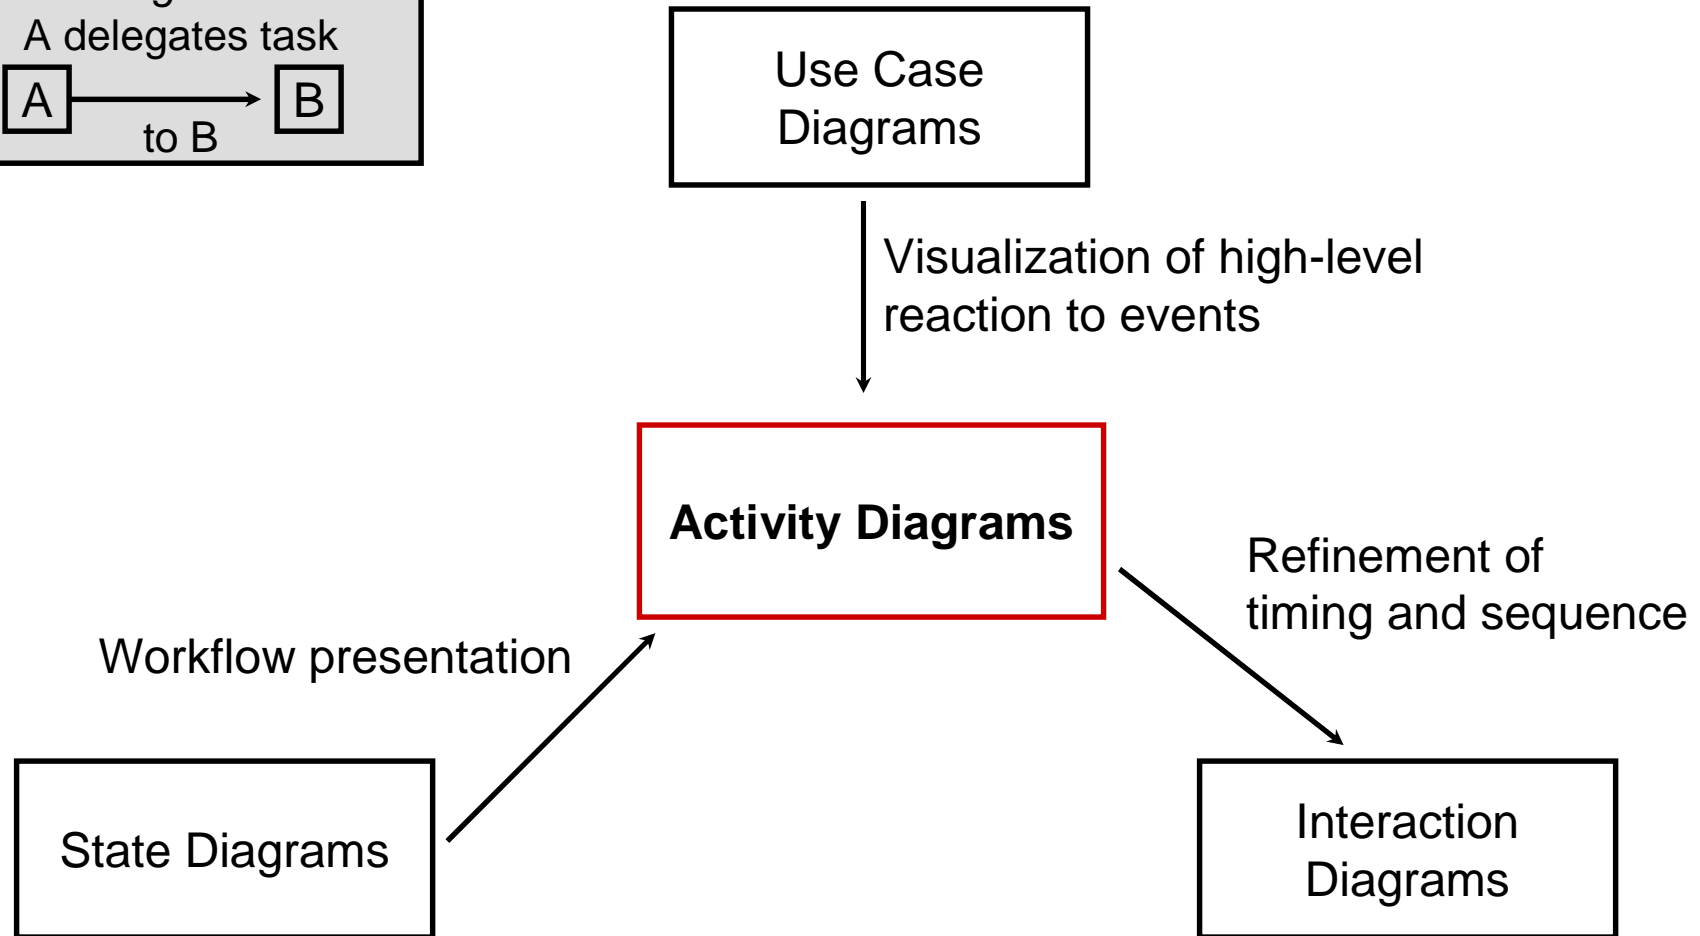 A delegates task
A
B
to B
Use Case
Diagrams
Visualization of high-level
reaction to events
Activity Diagrams
Refinement of
timing and sequence
Workflow presentation
State Diagrams
Interaction
Diagrams